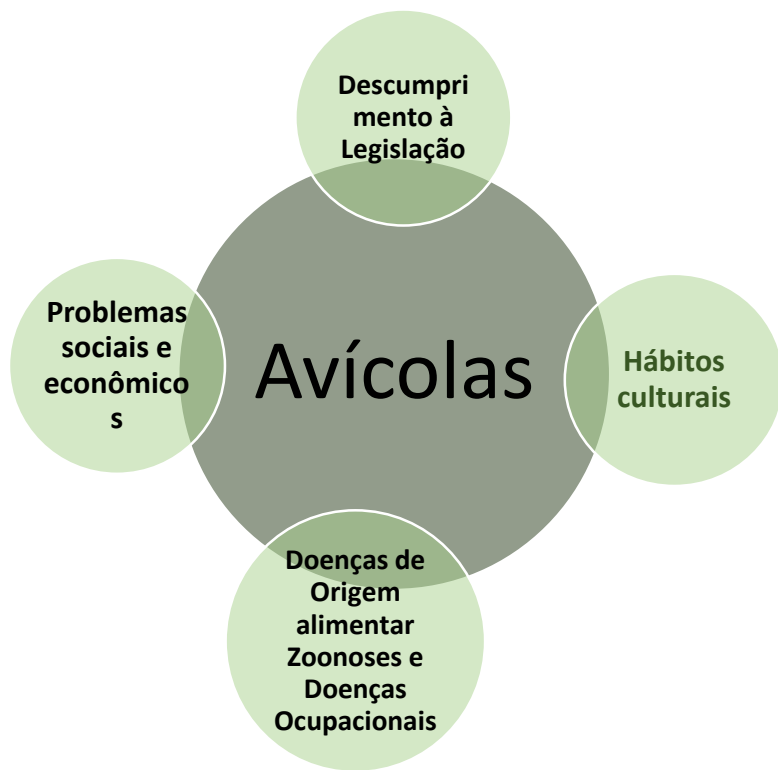 Descumpri
mento à
Legislação
Problemas
sociais e
econômico
s
Avícolas
Hábitos
culturais
Doenças de
Origem
alimentar
Zoonoses e
Doenças
Ocupacionais